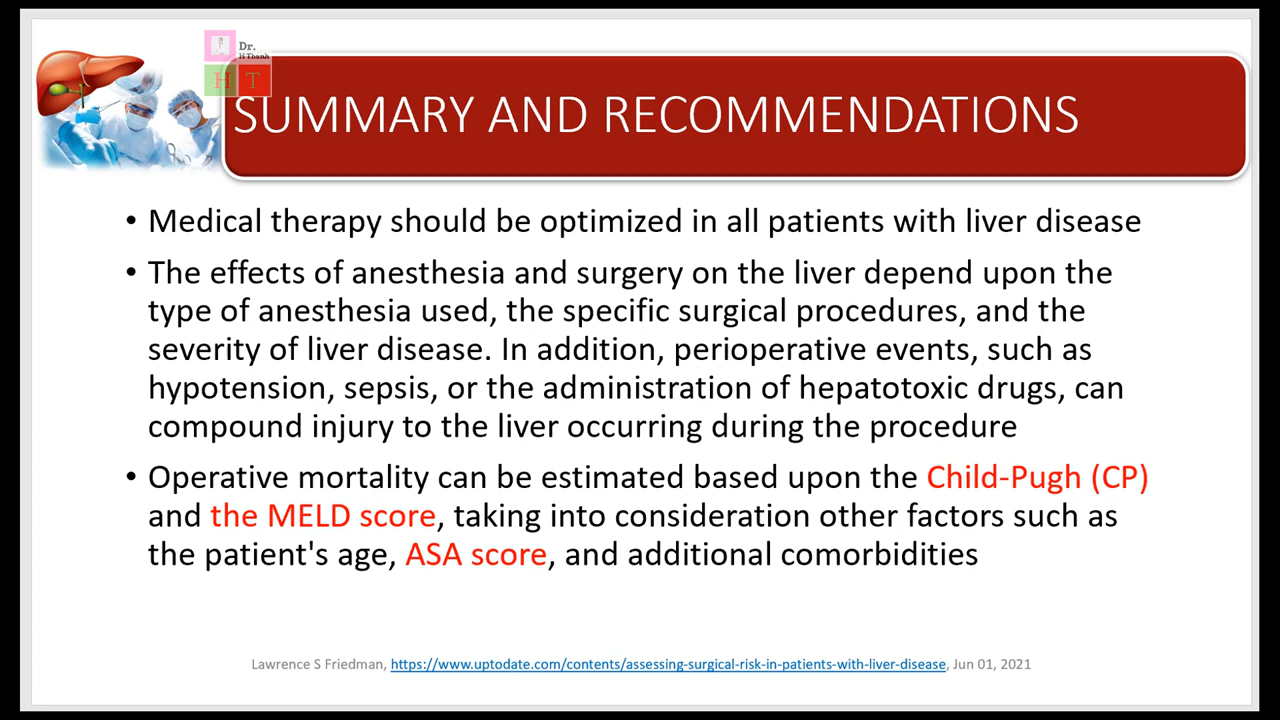 Dr.
H Thanh
H T
SUMMARY AND RECOMMENDATIONS
• Medical therapy should be optimized in all patients with liver disease
• The effects of anesthesia and surgery on the liver depend upon the
type of anesthesia used, the specific surgical procedures, and the
severity of liver disease. In addition, perioperative events, such as
hypotension, sepsis, or the administration of hepatotoxic drugs, can
compound injury to the liver occurring during the procedure
• Operative mortality can be estimated based upon the Child-Pugh (CP)
and the MELD score, taking into consideration other factors such as
the patient's age, ASA score, and additional comorbidities
Lawrence S Friedman, https://www.uptodate.com/contents/assessing-surgical-risk-in-patients-with-liver-disease, Jun 01, 2021